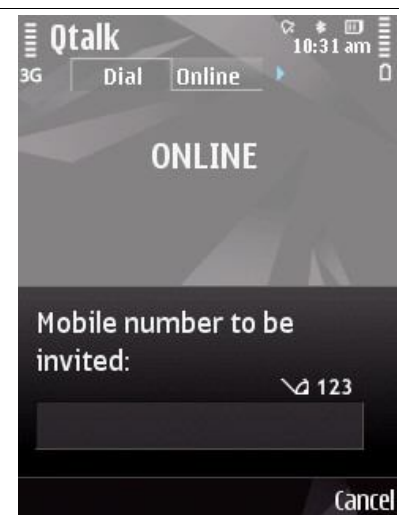 Qtalk
10:31 am
3G
Dial
Online
ONLINE
Mobile number to be
invited:
123
Cancel